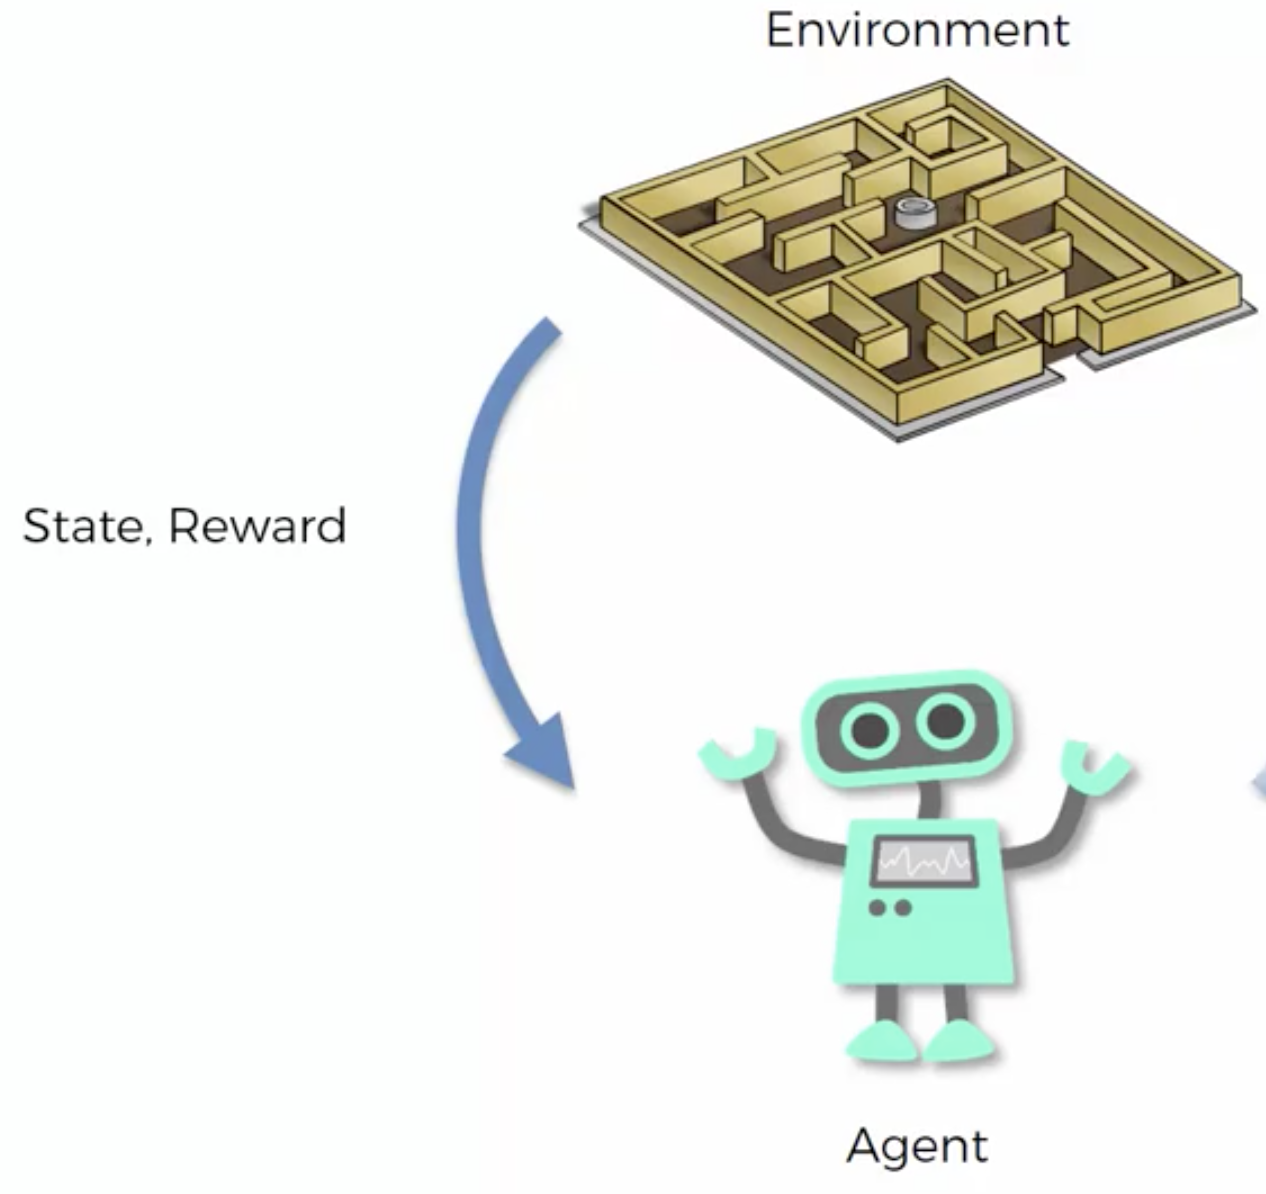 Environment
State, Reward
Agent